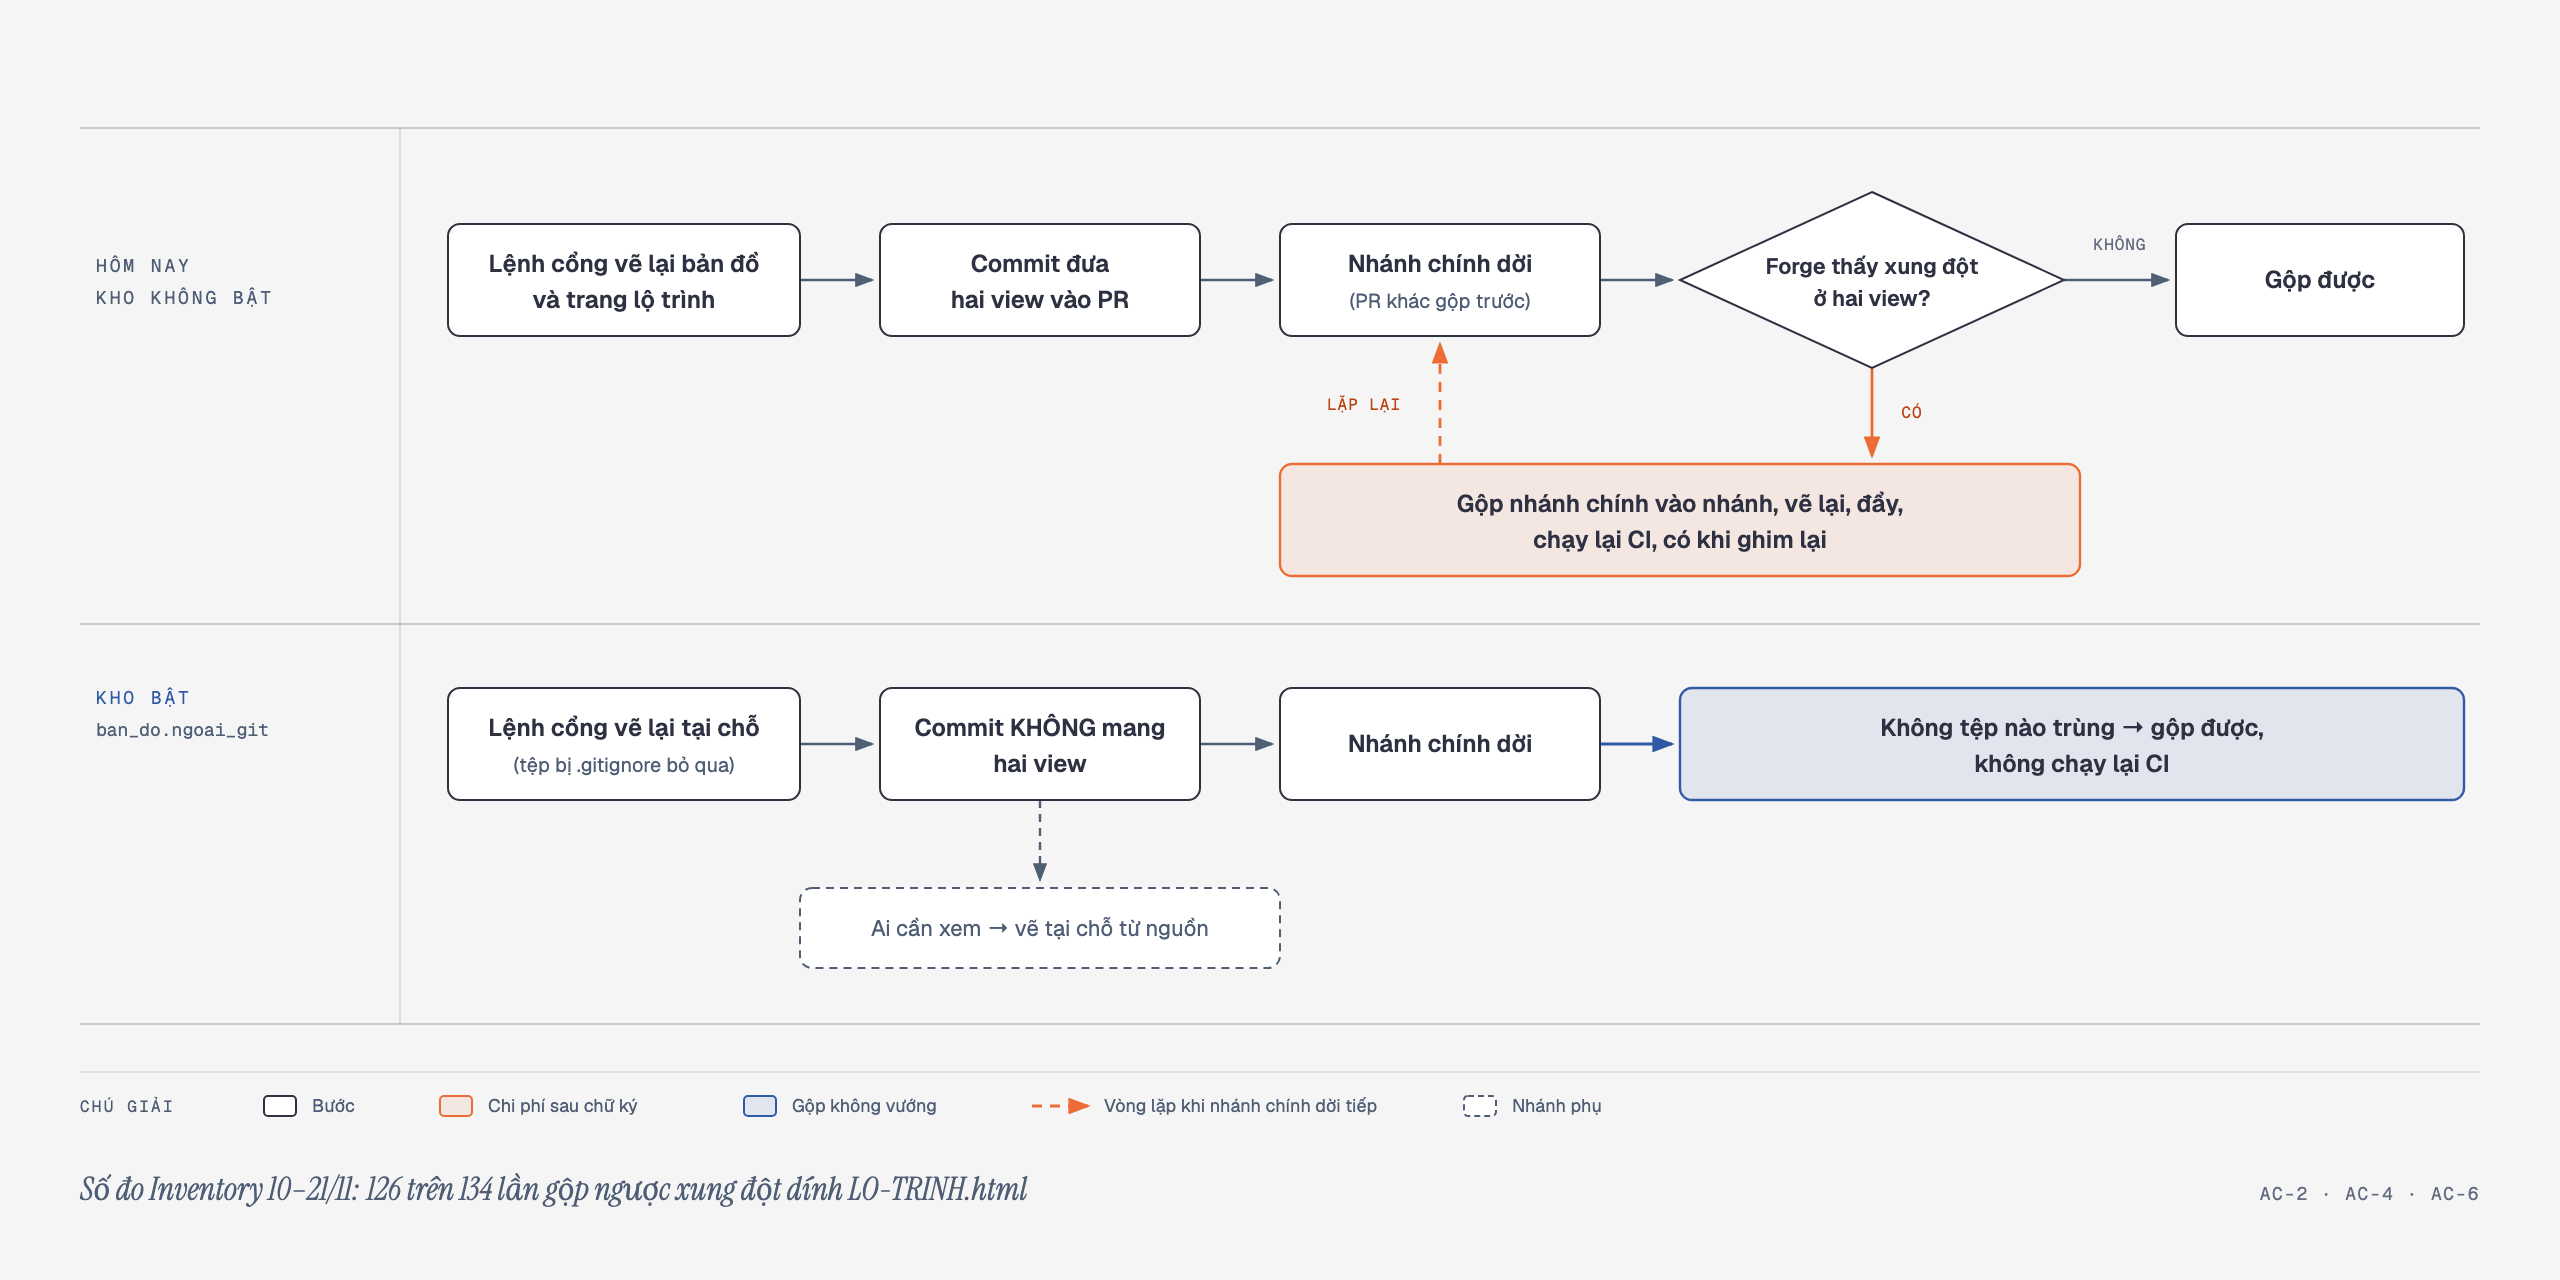 HÔM NAY
KHO KHÔNG BẬT
Lệnh cổng vẽ lại bản đồ
và trang lộ trình
Commit đưa
hai view vào PR
Nhánh chính dời
(PR khác gộp trước)
Forge thấy xung đột
ở hai view?
KHÔNG
Gộp được
LẶP LẠI
CÓ
Gộp nhánh chính vào nhánh, vẽ lại, đẩy,
chạy lại CI, có khi ghim lại
KHO BẬT
ban_do.ngoai_git
Lệnh cổng vẽ lại tại chỗ
(tệp bị .gitignore bỏ qua)
Commit KHÔNG mang
hai view
Nhánh chính dời
Không tệp nào trùng → gộp được,
không chạy lại CI
Ai cần xem → vẽ tại chỗ từ nguồn
CHÚ GIẢI
Bước
Chi phí sau chữ ký
Gộp không vướng
Vòng lặp khi nhánh chính dời tiếp
Nhánh phụ
Số đo Inventory 10–21/11: 126 trên 134 lần gộp ngược xung đột dính LO-TRINH.html
AC-2 · AC-4 · AC-6